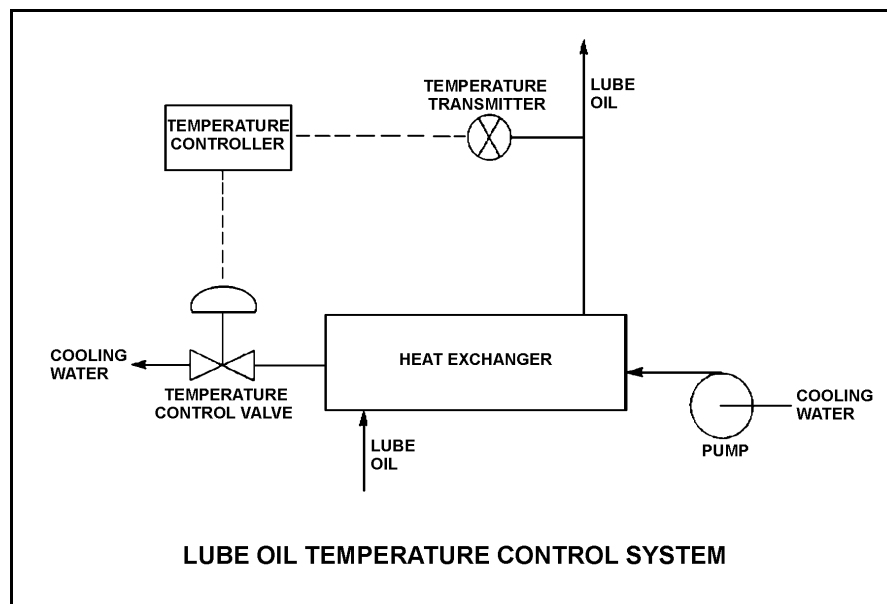 TEMPERATURE
TRANSMITTER
LUBE
OIL
TEMPERATURE
CONTROLLER
COOLING
WATER
TEMPERATURE
CONTROL VALVE
HEAT EXCHANGER
COOLING
WATER
PUMP
LUBE
OIL
LUBE OIL TEMPERATURE CONTROL SYSTEM